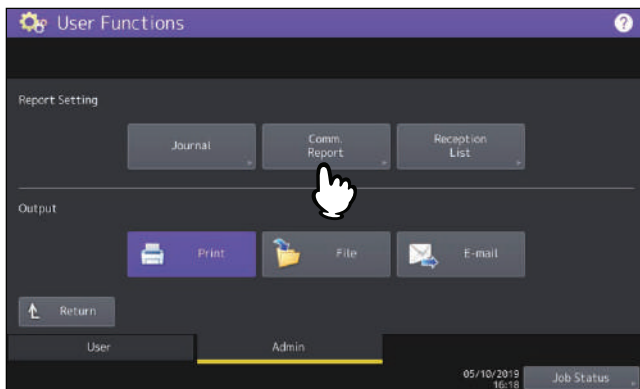 User Functions
?
Report Setting
Journal
Comm.
Report
Reception
List
Output
Print
File
E-mail
Return
User
Admin
05/10/2019
16:18
Job Status